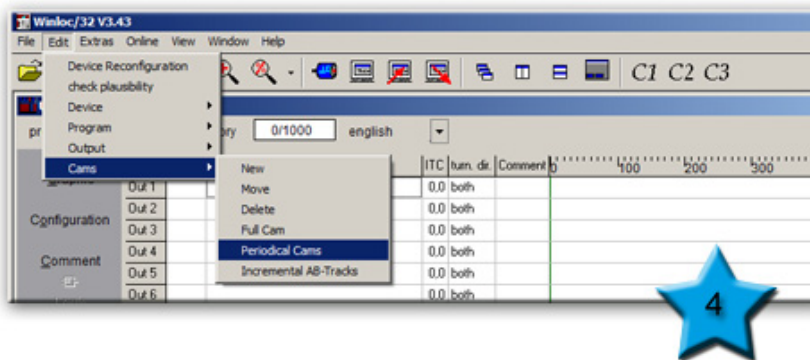 Winloc/32 V3.43
File Edit Extras Online View Window Help
Device Reconfiguration
check plausibility
Device
Program
Output
Cams
C1 C2 C3
0/1000 english
New
Move
Delete
Full Cam
Periodical Cams
Incremental AB-Tracks
ITC turn. dir. Comment 0 100 200 300
Configuration
Comment
Out 1 0,0 both
Out 2 0,0 both
Out 3 0,0 both
Out 4 0,0 both
Out 5 0,0 both
Out 6 0,0 both
4